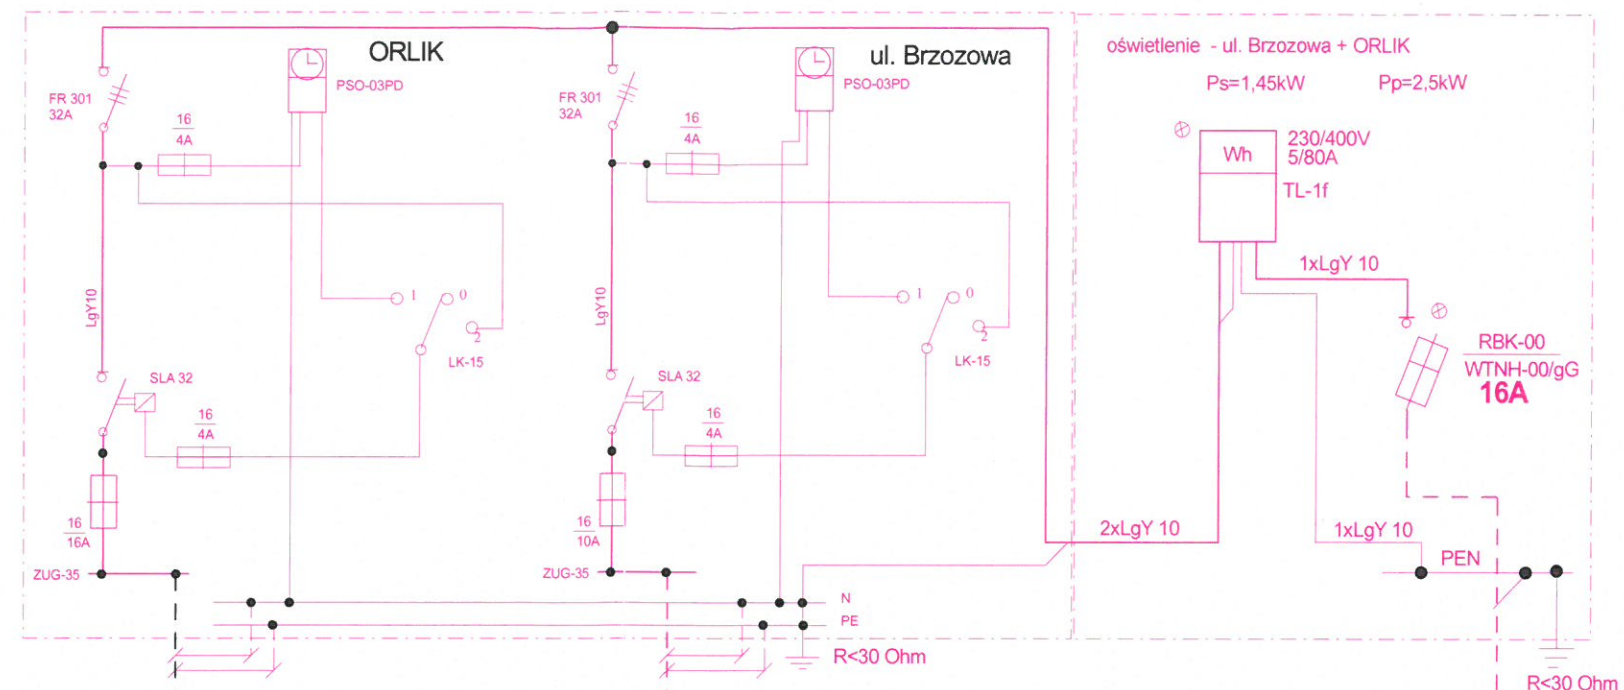 ORLIK
FR 301
32A
16
4A
PSO-03PD
LgY10
1
0
2
LK-15
SLA 32
16
4A
16
16A
ZUG-35
ul. Brzozowa
FR 301
32A
16
4A
PSO-03PD
LgY10
1
0
2
LK-15
SLA 32
16
4A
16
10A
ZUG-35
N
PE
R<30 Ohm
oświetlenie - ul. Brzozowa + ORLIK
Ps=1,45kW Pp=2,5kW
Wh
230/400V
5/80A
TL-1f
1xLgY 10
RBK-00
WTNH-00/gG
16A
2xLgY 10
1xLgY 10
PEN
R<30 Ohm